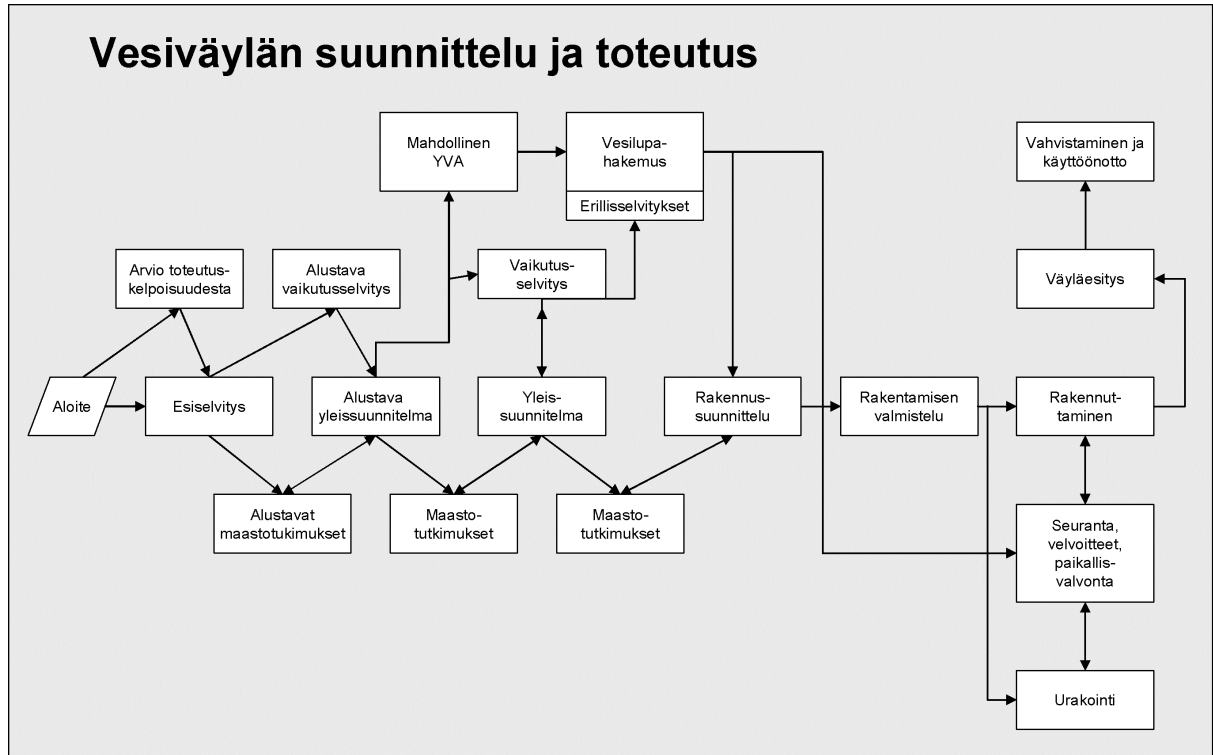 Vesiväylän suunnittelu ja toteutus
Mahdollinen
YVA
Vesilupa-
hakemus
Erillisselvitykset
Vahvistaminen ja
käyttöönotto
Arvio toteutus-
kelpoisuudesta
Alustava
vaikutusselvitys
Vaikutus-
selvitys
Väyläesitys
Aloite
Esiselvitys
Alustava
yleissuunnitelma
Yleis-
suunnitelma
Rakennus-
suunnittelu
Rakentamisen
valmistelu
Rakennut-
taminen
Alustavat
maastotukimukset
Maasto-
tutkimukset
Maasto-
tutkimukset
Seuranta,
velvoitteet,
paikallis-
valvonta
Urakointi